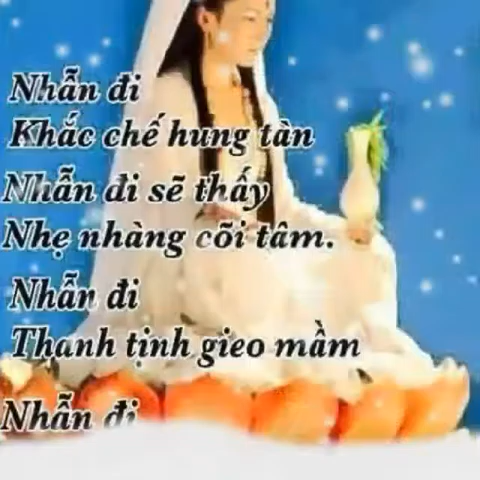 Nhẫn đi
Khắc chế hung tàn
Nhẫn đi sẽ thấy
Nhẹ nhàng cõi tâm.
Nhẫn đi
Thanh tịnh gieo mầm
Nhẫn đi